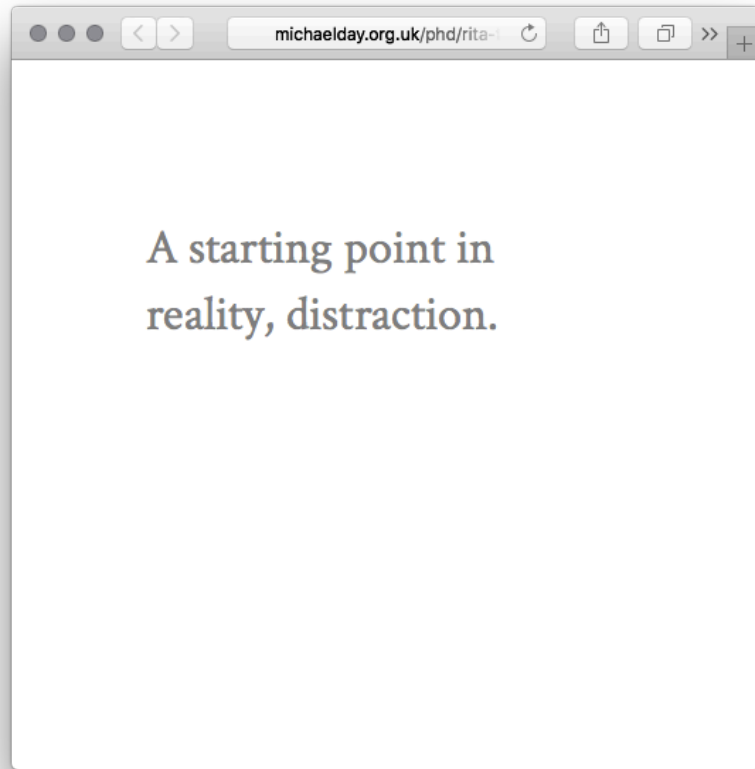 michaelday.org.uk/phd/rita-
A starting point in
reality, distraction.